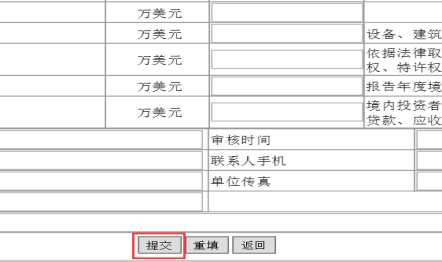 万美元
万美元 设备、建筑
万美元 依据法律取
权、特许权
万美元 报告年度境
万美元 境内投资者
贷款、应收
审核时间
联系人手机
单位传真
提交 重填 返回